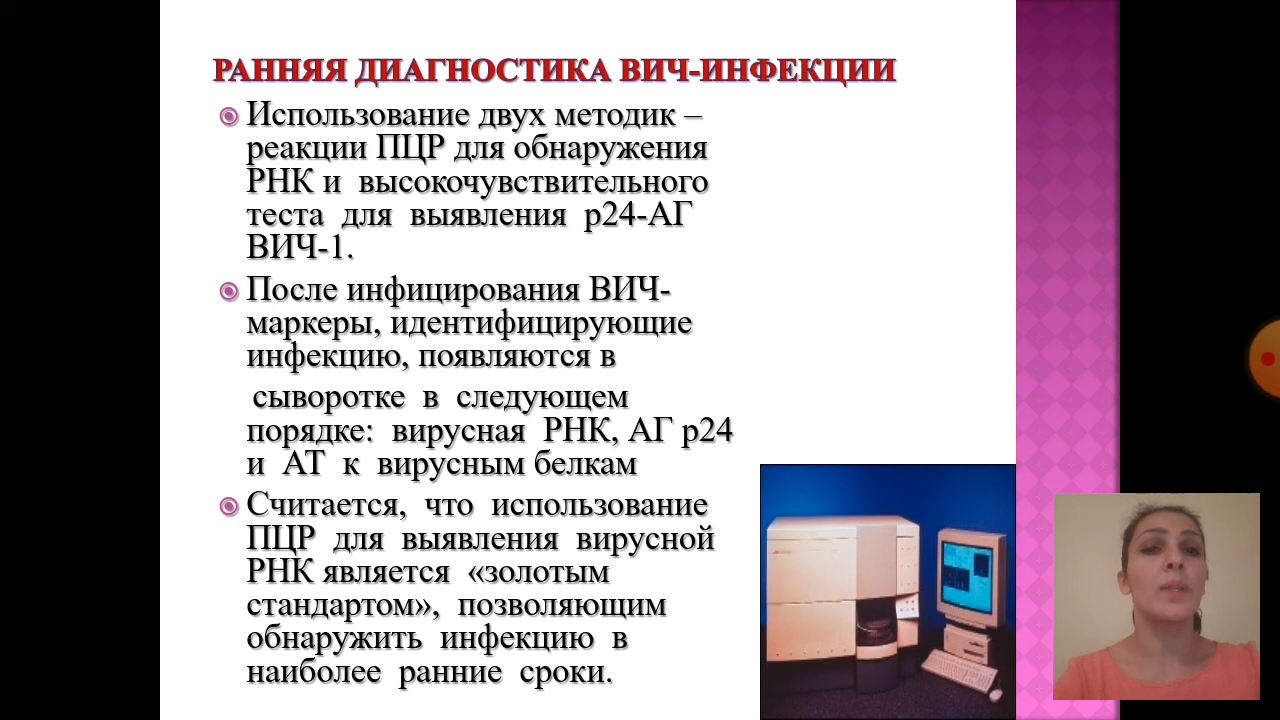 РАННЯЯ ДИАГНОСТИКА ВИЧ-ИНФЕКЦИИ
Использование двух методик –
реакции ПЦР для обнаружения
РНК и высокочувствительного
теста для выявления р24-АГ
ВИЧ-1.
После инфицирования ВИЧ-
маркеры, идентифицирующие
инфекцию, появляются в
сыворотке в следующем
порядке: вирусная РНК, АГ р24
и АТ к вирусным белкам
Считается, что использование
ПЦР для выявления вирусной
РНК является «золотым
стандартом», позволяющим
обнаружить инфекцию в
наиболее ранние сроки.